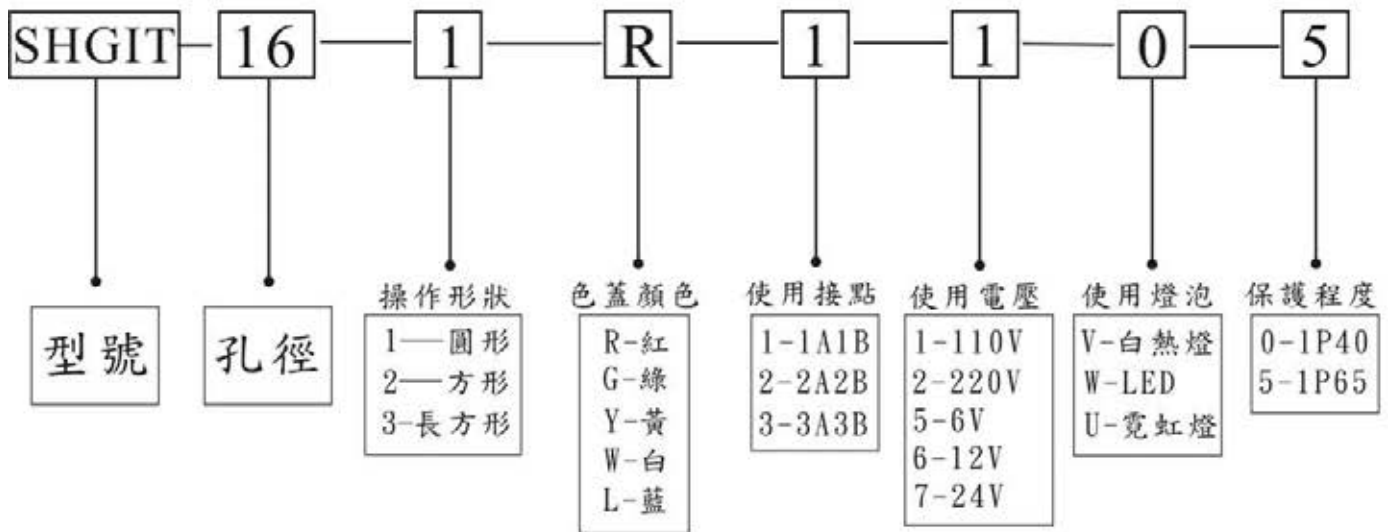 SHGIT-16-1-R-1-1-0-5
型號
孔徑
操作形狀
1—圓形
2—方形
3-長方形
色蓋顏色
R-紅
G-綠
Y-黃
W-白
L-藍
使用接點
1-1A1B
2-2A2B
3-3A3B
使用電壓
1-110V
2-220V
5-6V
6-12V
7-24V
使用燈泡
V-白熱燈
W-LED
U-霓虹燈
保護程度
0-1P40
5-1P65